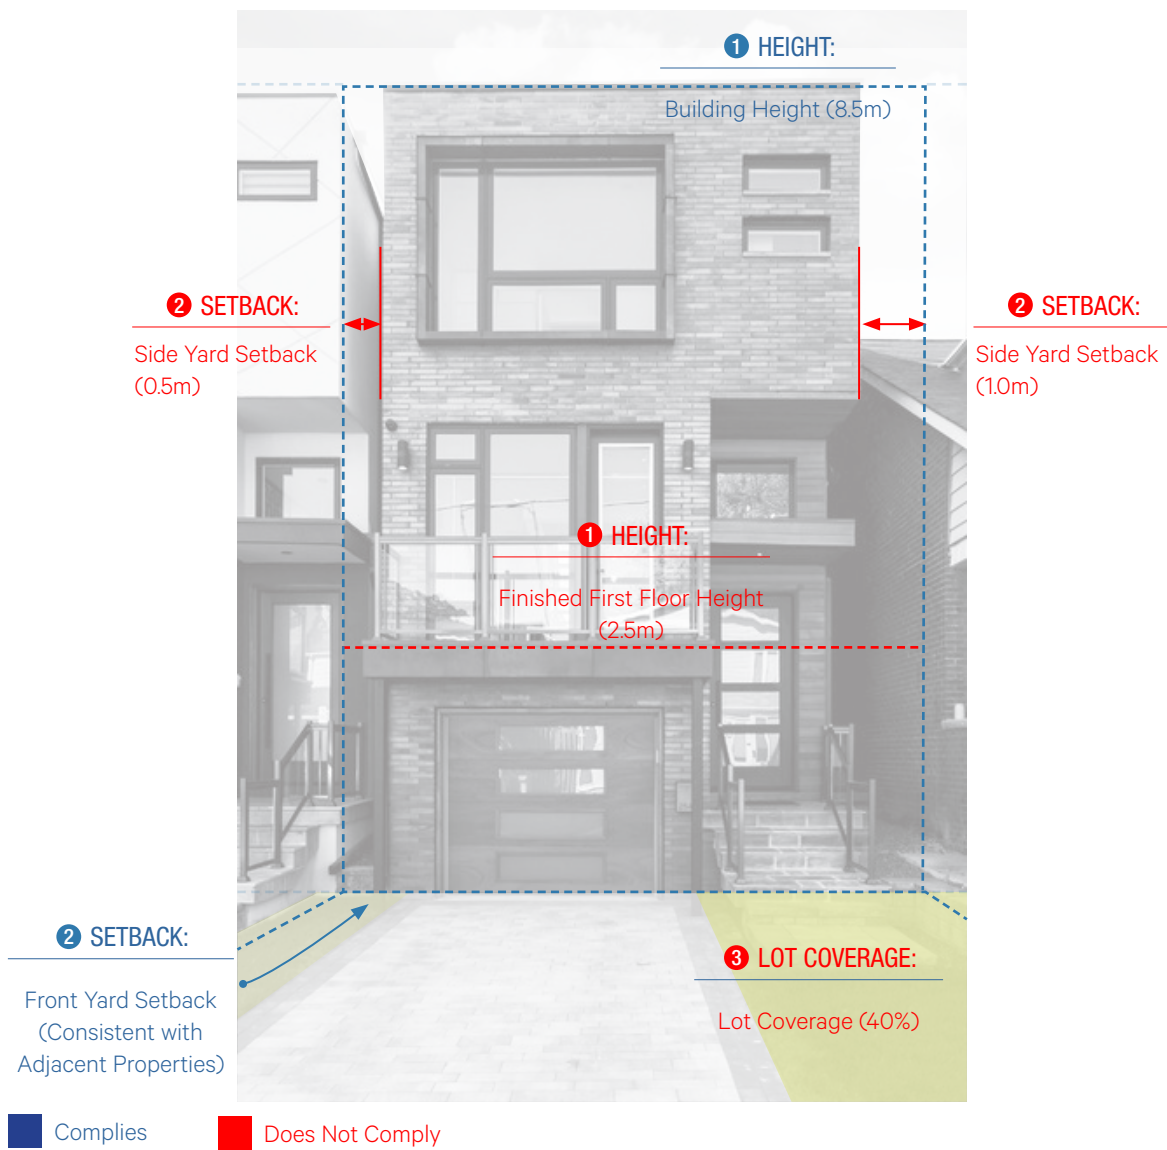 1 HEIGHT:
Building Height (8.5m)
2 SETBACK:
Side Yard Setback
(0.5m)
2 SETBACK:
Side Yard Setback
(1.0m)
1 HEIGHT:
Finished First Floor Height
(2.5m)
2 SETBACK:
Front Yard Setback
(Consistent with
Adjacent Properties)
3 LOT COVERAGE:
Lot Coverage (40%)
Complies
Does Not Comply